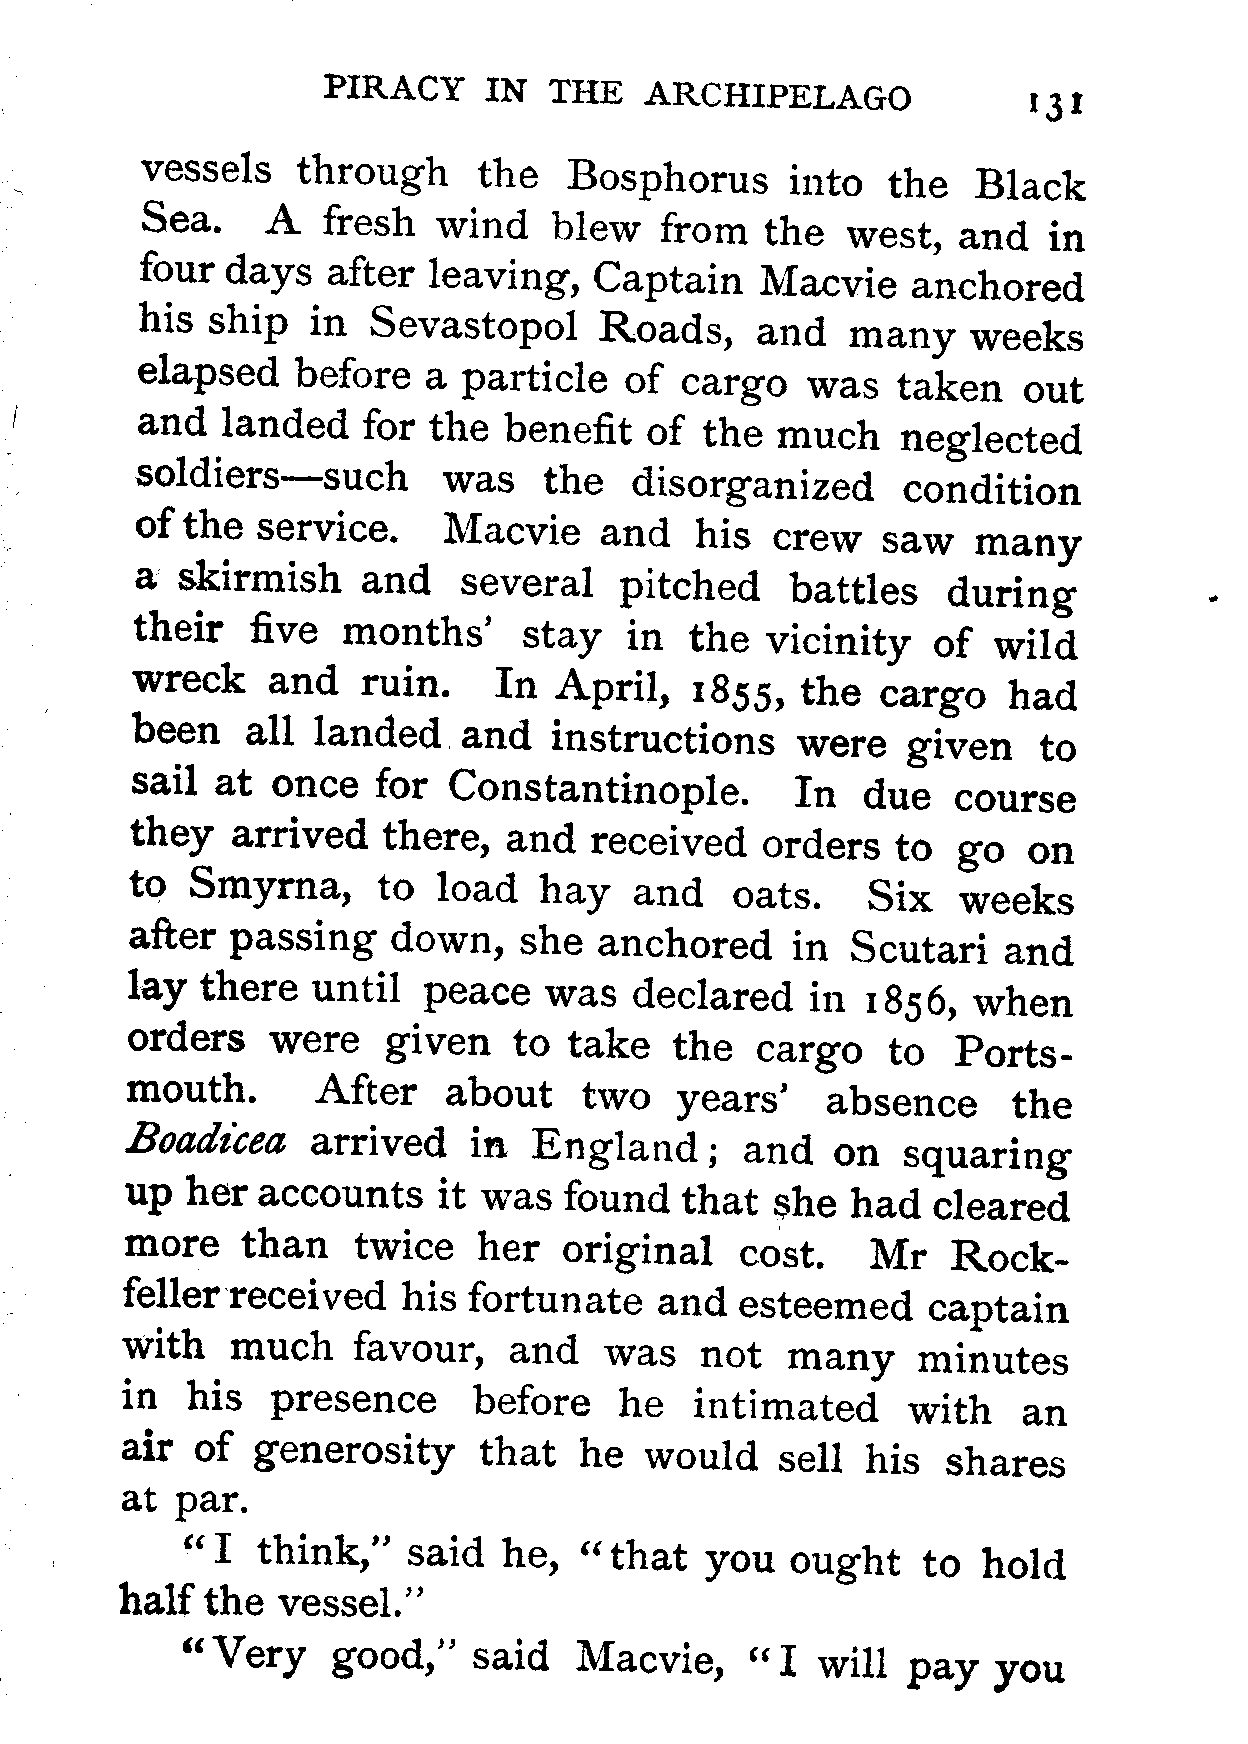 PIRACY IN THE ARCHIPELAGO 131
vessels through the Bosphorus into the Black
Sea. A fresh wind blew from the west, and in
four days after leaving, Captain Macvie anchored
his ship in Sevastopol Roads, and many weeks
elapsed before a particle of cargo was taken out
and landed for the benefit of the much neglected
soldiers—such was the disorganized condition
of the service. Macvie and his crew saw many
a skirmish and several pitched battles during
their five months' stay in the vicinity of wild
wreck and ruin. In April, 1855, the cargo had
been all landed and instructions were given to
sail at once for Constantinople. In due course
they arrived there, and received orders to go on
to Smyrna, to load hay and oats. Six weeks
after passing down, she anchored in Scutari and
lay there until peace was declared in 1856, when
orders were given to take the cargo to Ports-
mouth. After about two years' absence the
Boadicea arrived in England; and on squaring
up her accounts it was found that she had cleared
more than twice her original cost. Mr Rock-
feller received his fortunate and esteemed captain
with much favour, and was not many minutes
in his presence before he intimated with an
air of generosity that he would sell his shares
at par.
"I think," said he, "that you ought to hold
half the vessel."
"Very good," said Macvie, "I will pay you